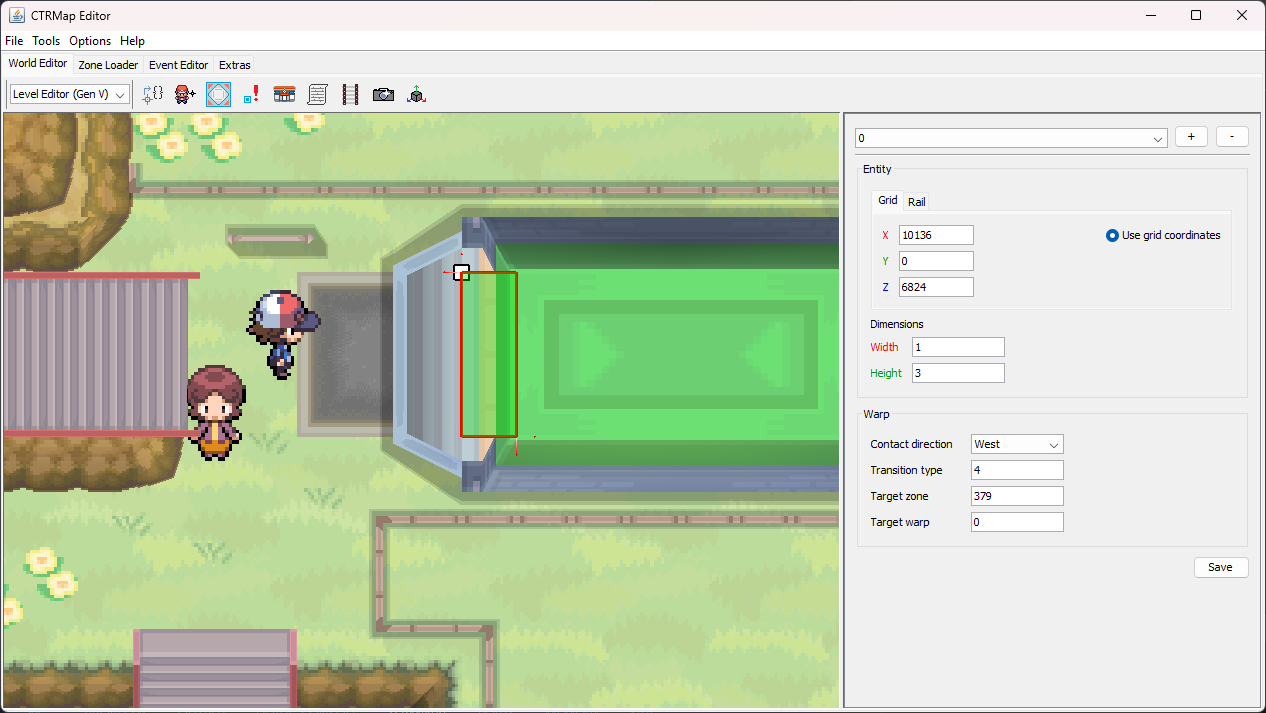 CTRMap Editor
File Tools Options Help
World Editor Zone Loader Event Editor Extras
Level Editor (Gen V)
0
+ -
Entity
Grid Rail
X 10136 Use grid coordinates
Y 0
Z 6824
Dimensions
Width 1
Height 3
Warp
Contact direction West
Transition type 4
Target zone 379
Target warp 0
Save